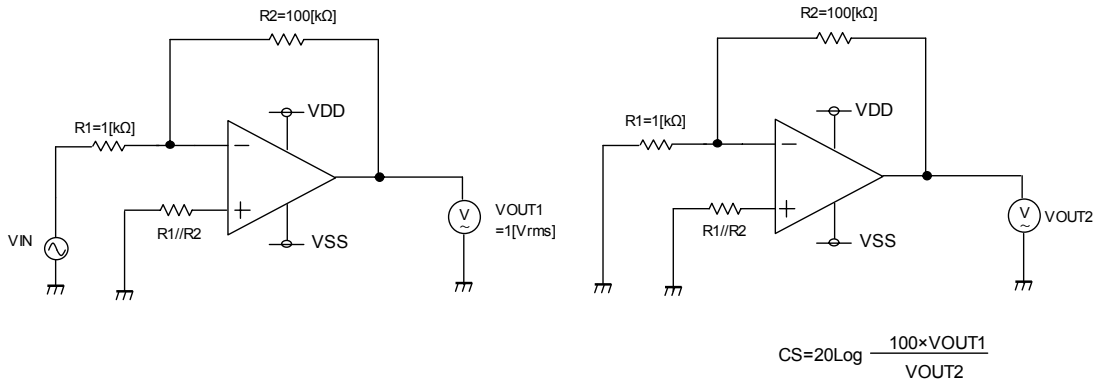 R2=100[kΩ]
VDD
R1=1[kΩ]
R1//R2
VSS
VIN
V
VOUT1
=1[Vrms]
R2=100[kΩ]
VDD
R1=1[kΩ]
R1//R2
VSS
V
VOUT2
CS=20Log 100×VOUT1
VOUT2